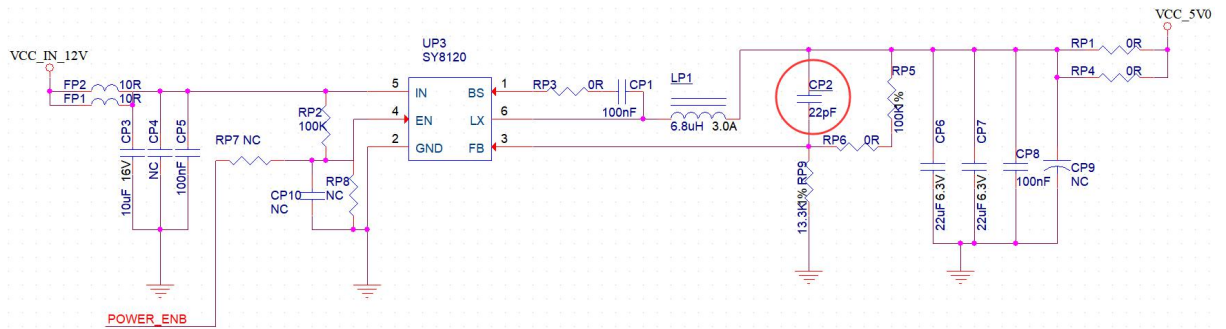 VCC_5V0
VCC_IN_12V
UP3
SY8120
FP2 10R
FP1 10R
5 IN BS 1
4 EN LX 6
2 GND FB 3
RP3 0R
CP1
100nF
LP1
6.8uH 3.0A
CP2
22pF
RP5
100K1%
RP6 0R
RP1 0R
RP4 0R
CP3
10uF 16V
CP4
NC
CP5
100nF
RP2
100K
RP7 NC
CP10
NC
RP8
NC
RP9
13.3K1%
CP6
22uF 6.3V
CP7
22uF 6.3V
CP8
100nF
CP9
NC
POWER_ENB